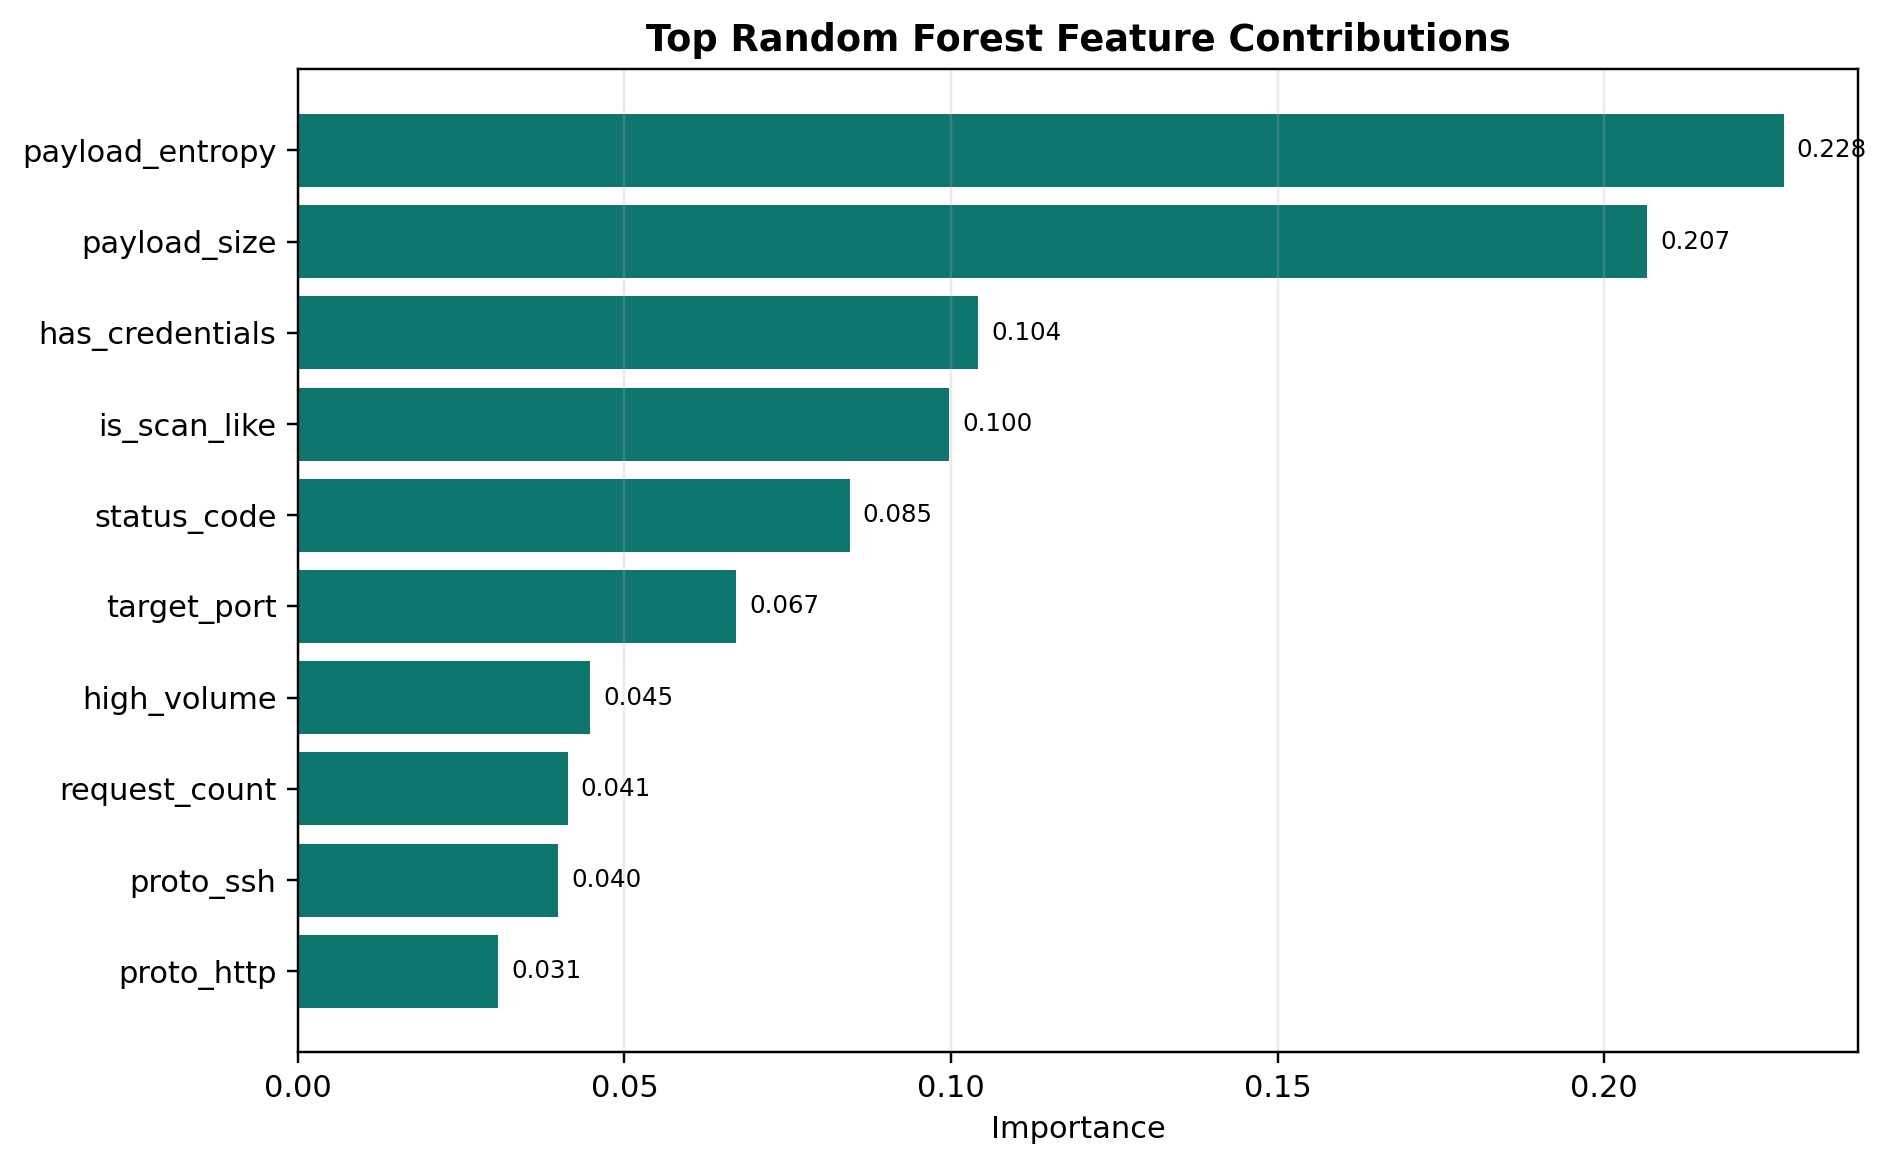 Top Random Forest Feature Contributions
payload_entropy 0.228
payload_size 0.207
has_credentials 0.104
is_scan_like 0.100
status_code 0.085
target_port 0.067
high_volume 0.045
request_count 0.041
proto_ssh 0.040
proto_http 0.031
0.00 0.05 0.10 0.15 0.20
Importance